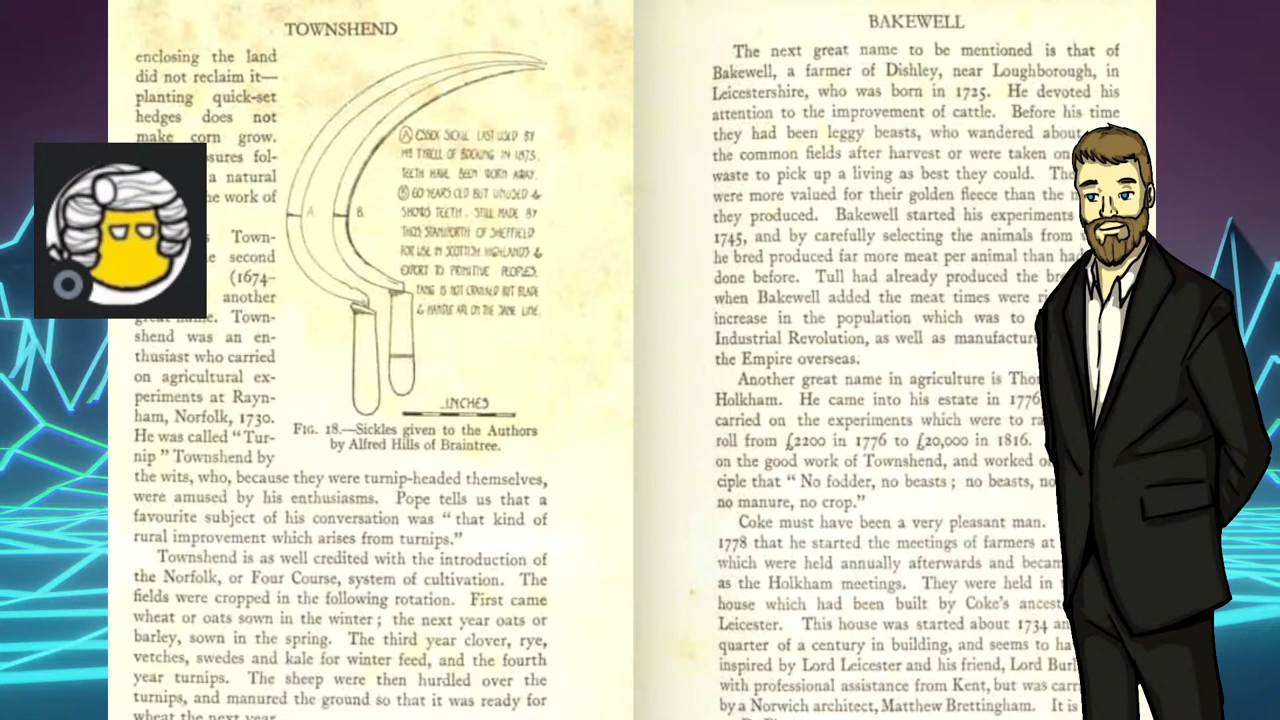 TOWNSHEND
enclosing the land
did not reclaim it—
planting quick-set
hedges does not
make corn grow.
sures fol-
a natural
work of
Town-
second
(1674–
another
great name. Town-
shend was an en-
thusiast who carried
on agricultural ex-
periments at Rayn-
ham, Norfolk, 1730.
He was called “Tur-
nip” Townshend by
A ESSEX SICKLE LAST USED BY
MR TYRELL OF BOCKING IN 1873.
TEETH HAVE BEEN WORN AWAY.
B 60 YEARS OLD BUT UNUSED &
SHOWS TEETH. STILL MADE BY
THOS STANIFORTH OF SHEFFIELD
FOR USE IN SCOTTISH HIGHLANDS &
EXPORT TO PRIMITIVE PEOPLES.
TANG IS NOT CRANKED BUT BLADE
& HANDLE ARE ON THE SAME LINE.
A. B.
INCHES
FIG. 18.—Sickles given to the Authors
by Alfred Hills of Braintree.
the wits, who, because they were turnip-headed themselves,
were amused by his enthusiasms. Pope tells us that a
favourite subject of his conversation was “that kind of
rural improvement which arises from turnips.”
Townshend is as well credited with the introduction of
the Norfolk, or Four Course, system of cultivation. The
fields were cropped in the following rotation. First came
wheat or oats sown in the winter; the next year oats or
barley, sown in the spring. The third year clover, rye,
vetches, swedes and kale for winter feed, and the fourth
year turnips. The sheep were then hurdled over the
turnips, and manured the ground so that it was ready for
wheat the next year.
BAKEWELL
The next great name to be mentioned is that of
Bakewell, a farmer of Dishley, near Loughborough, in
Leicestershire, who was born in 1725. He devoted his
attention to the improvement of cattle. Before his time
they had been leggy beasts, who wandered about
the common fields after harvest or were taken on
waste to pick up a living as best they could. The
were more valued for their golden fleece than the
they produced. Bakewell started his experiments
1745, and by carefully selecting the animals from
he bred produced far more meat per animal than had
done before. Tull had already produced the
when Bakewell added the meat times were
increase in the population which was to
Industrial Revolution, as well as manufacture
the Empire overseas.
Another great name in agriculture is
Holkham. He came into his estate in 1776
carried on the experiments which were to
roll from £2200 in 1776 to £20,000 in 1816.
on the good work of Townshend, and worked
ciple that “No fodder, no beasts; no beasts, no
no manure, no crop.”
Coke must have been a very pleasant man.
1778 that he started the meetings of farmers at
which were held annually afterwards and
as the Holkham meetings. They were held in
house which had been built by Coke's
Leicester. This house was started about 1734
quarter of a century in building, and seems to
inspired by Lord Leicester and his friend, Lord
with professional assistance from Kent, but was
by a Norwich architect, Matthew Brettingham. It is